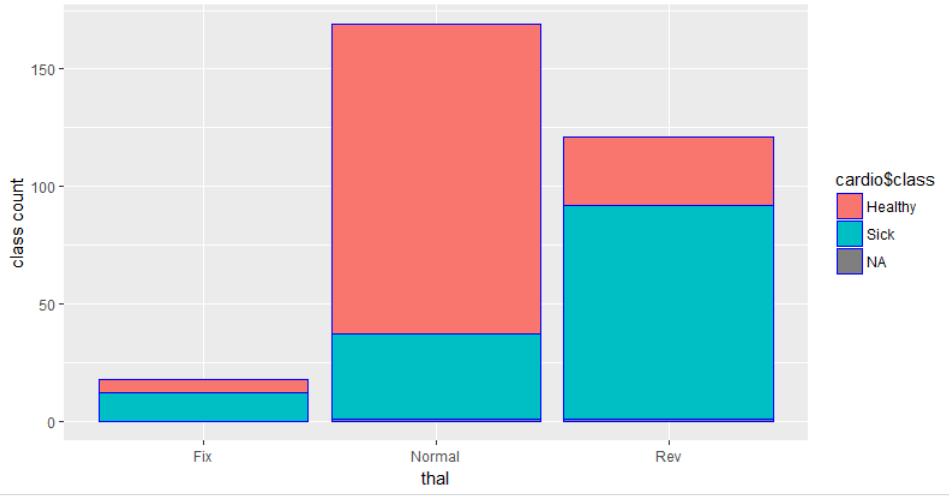 150
100
50
0
class count
Fix
Normal
Rev
thal
cardio$class
Healthy
Sick
NA